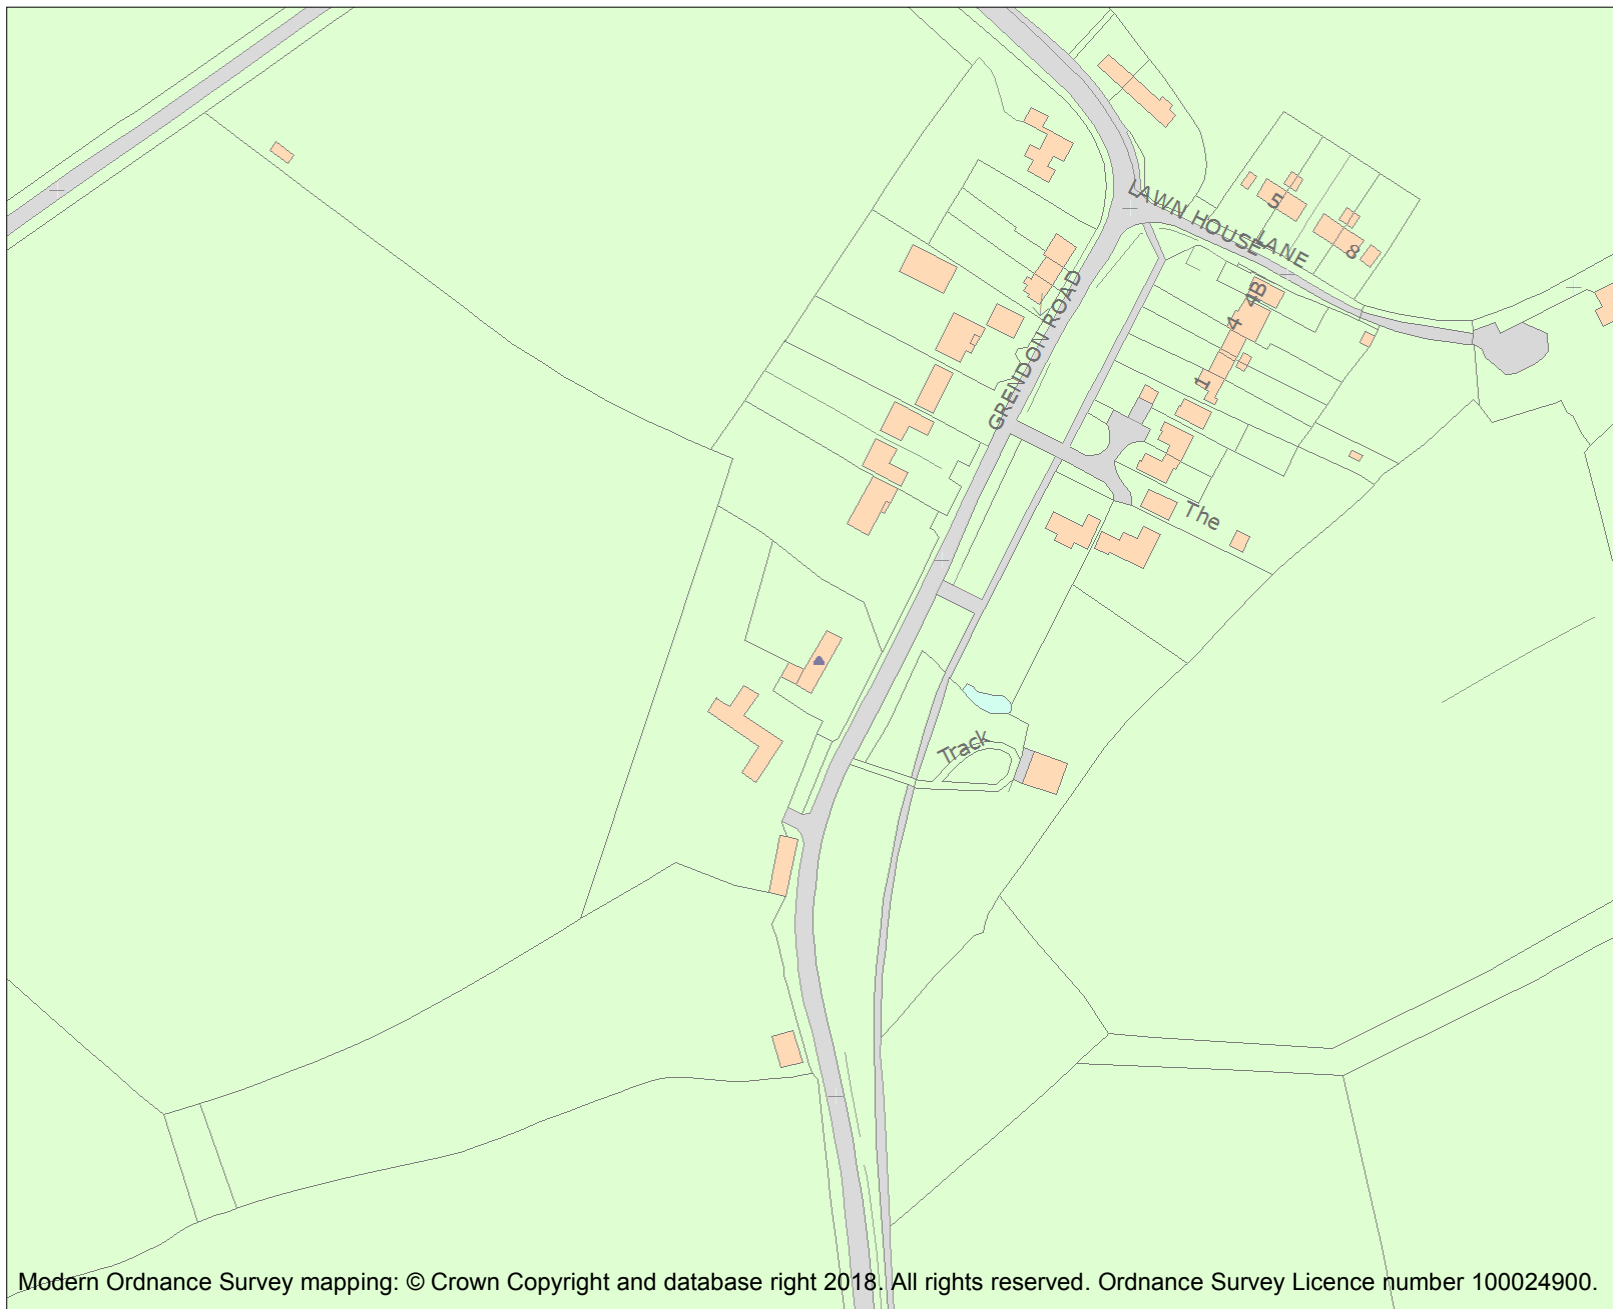 LAWN HOUSE LANE
5
8
4B
4
1
GRENDON ROAD
The
Track
Modern Ordnance Survey mapping: © Crown Copyright and database right 2018. All rights reserved. Ordnance Survey Licence number 100024900.